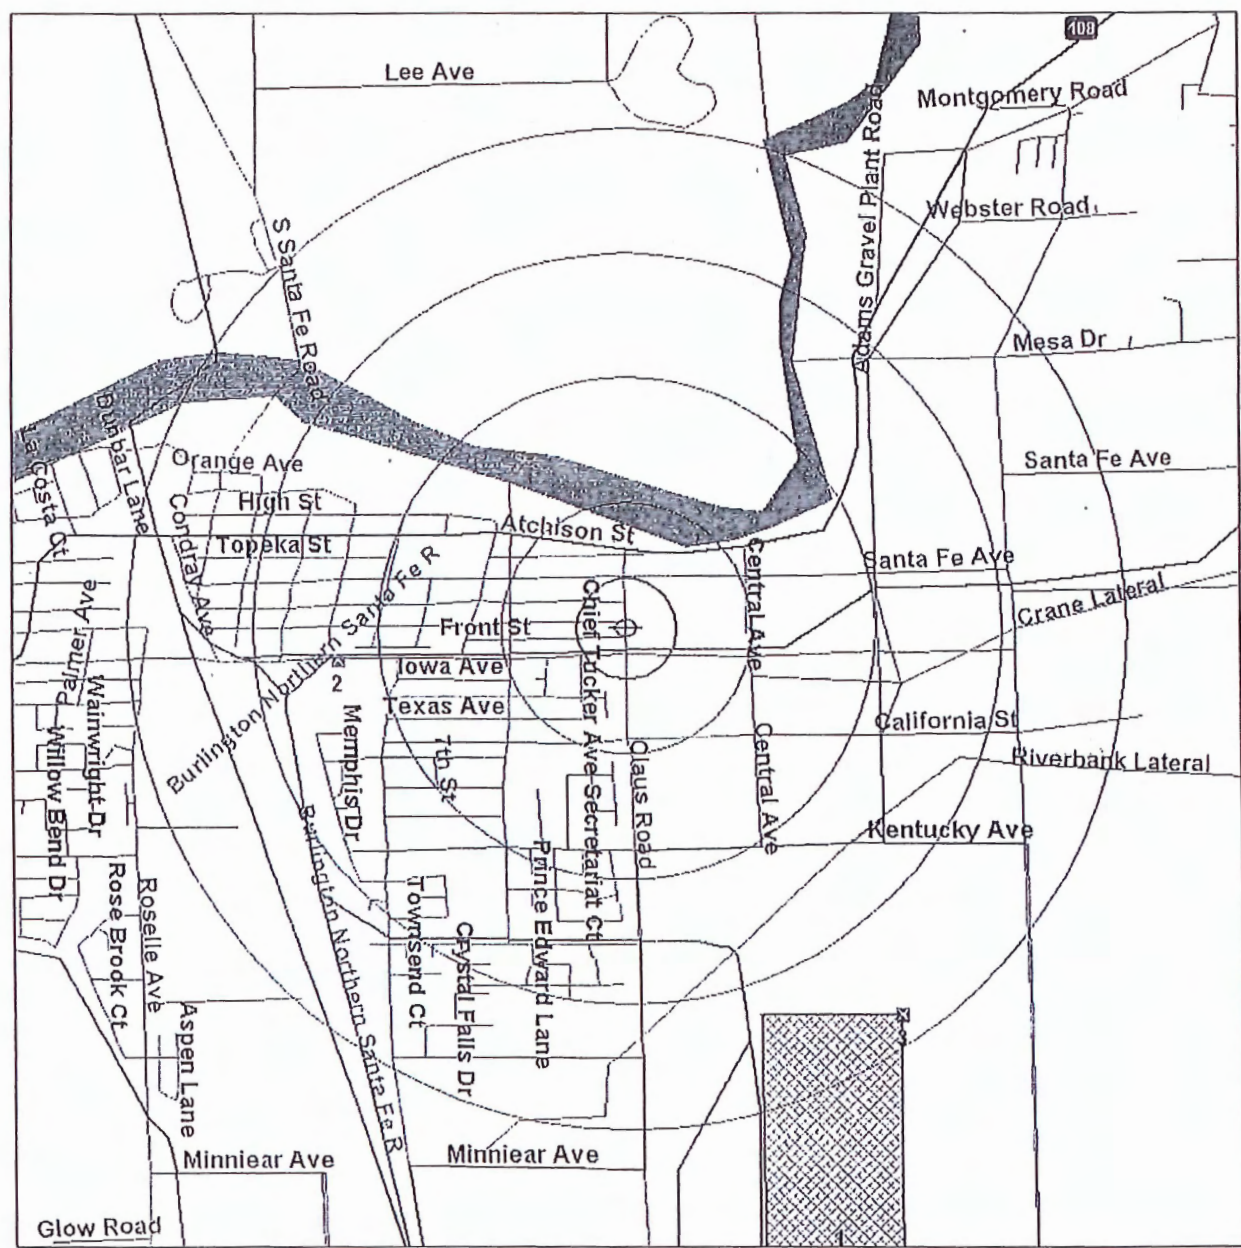 108
Lee Ave
Montgomery Road
Adams Gravel Plant Road
Webster Road
S Santa Fe Road
Mesa Dr
La Costa Ct
Dunbar Lane
Orange Ave
Santa Fe Ave
High St
Condray Ave
Atchison St
Topeka St
Santa Fe Ave
Central Ave
Crane Lateral
Palmer Ave
Burlington Northern Santa Fe R
Chief Tucker Ave
Front St
Iowa Ave
2
Wainwright Dr
Texas Ave
Memphis Dr
7th St
California St
Willow Bend Dr
Claus Road
Central Ave
Riverbank Lateral
Secretariat Ct
Kentucky Ave
Burlington Northern Santa Fe R
Prince Edward Lane
Rose Brook Ct
Roselle Ave
Townsend Ct
Crystal Falls Dr
Aspen Lane
3
Minniear Ave
Minniear Ave
Glow Road
1